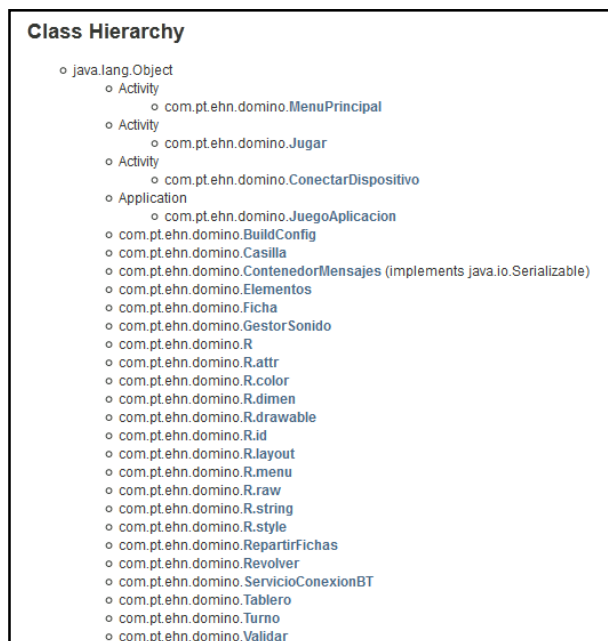 Class Hierarchy
java.lang.Object
Activity
com.pt.ehn.domino.MenuPrincipal
Activity
com.pt.ehn.domino.Jugar
Activity
com.pt.ehn.domino.ConectarDispositivo
Application
com.pt.ehn.domino.JuegoAplicacion
com.pt.ehn.domino.BuildConfig
com.pt.ehn.domino.Casilla
com.pt.ehn.domino.ContenedorMensajes (implements java.io.Serializable)
com.pt.ehn.domino.Elementos
com.pt.ehn.domino.Ficha
com.pt.ehn.domino.GestorSonido
com.pt.ehn.domino.R
com.pt.ehn.domino.R.attr
com.pt.ehn.domino.R.color
com.pt.ehn.domino.R.dimen
com.pt.ehn.domino.R.drawable
com.pt.ehn.domino.R.id
com.pt.ehn.domino.R.layout
com.pt.ehn.domino.R.menu
com.pt.ehn.domino.R.raw
com.pt.ehn.domino.R.string
com.pt.ehn.domino.R.style
com.pt.ehn.domino.RepartirFichas
com.pt.ehn.domino.Revolver
com.pt.ehn.domino.ServicioConexionBT
com.pt.ehn.domino.Tablero
com.pt.ehn.domino.Turno
com.pt.ehn.domino.Validar